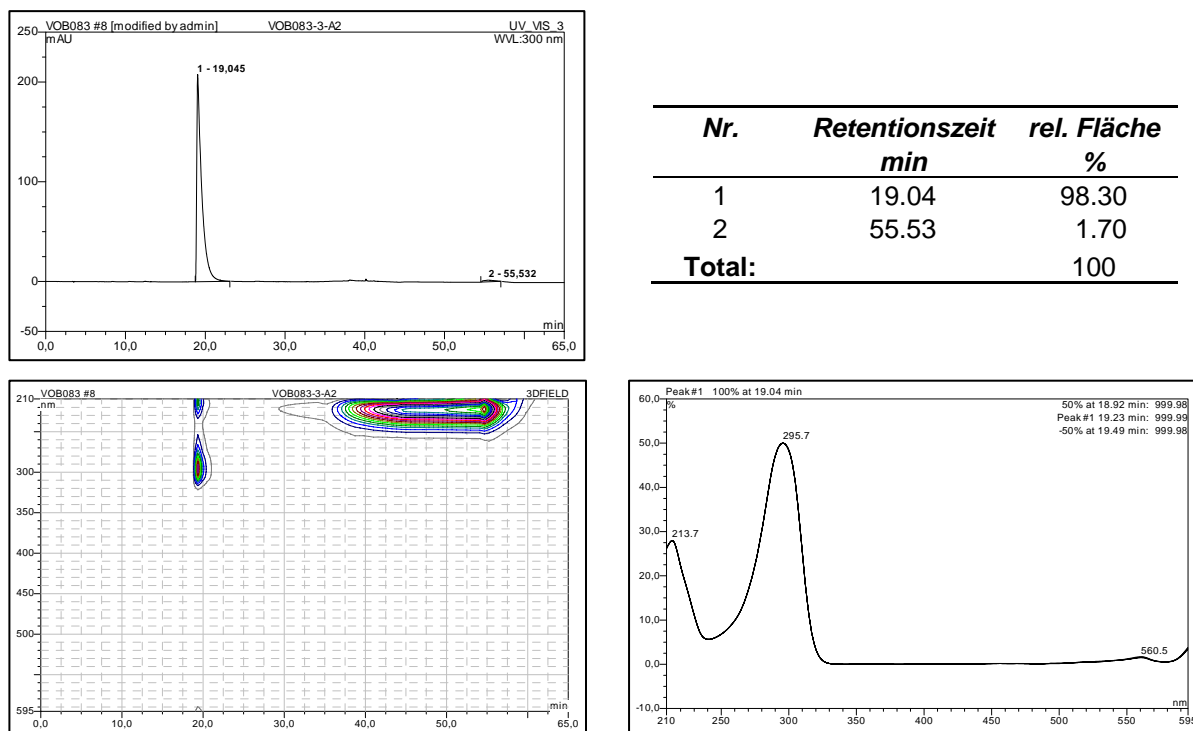 VOB083 #8 [modified by admin] VOB083-3-A2 UV_VIS_3
mAU WVL:300 nm
250
200
100
0
-50
1 - 19,045
2 - 55,532
min
0,0 10,0 20,0 30,0 40,0 50,0 65,0
Nr. Retentionszeit rel. Fläche
min %
1 19.04 98.30
2 55.53 1.70
Total: 100
VOB083 #8 VOB083-3-A2 3DFIELD
210
nm
300
350
400
450
500
595
min
0,0 10,0 20,0 30,0 40,0 50,0 65,0
Peak #1 100% at 19.04 min
60,0
%
50% at 18.92 min: 999.98
Peak #1 19.23 min: 999.99
-50% at 19.49 min: 999.98
50,0
40,0
30,0
20,0
10,0
0,0
-10,0
295.7
213.7
560.5
nm
210 250 300 350 400 450 500 550 595